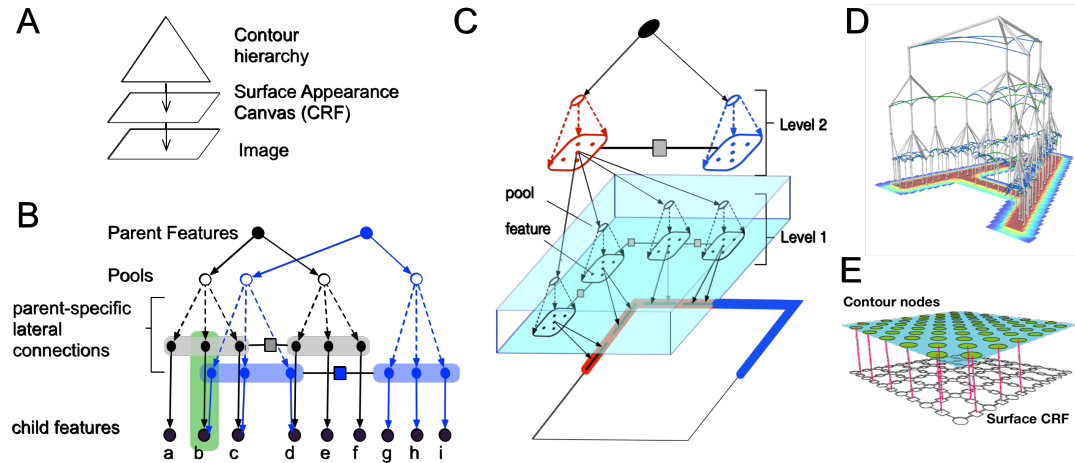 A
Contour
hierarchy
Surface Appearance
Canvas (CRF)
Image
B
Parent Features
Pools
parent-specific
lateral
connections
child features
a b c d e f g h i
C
Level 2
pool
feature
Level 1
D
E
Contour nodes
Surface CRF